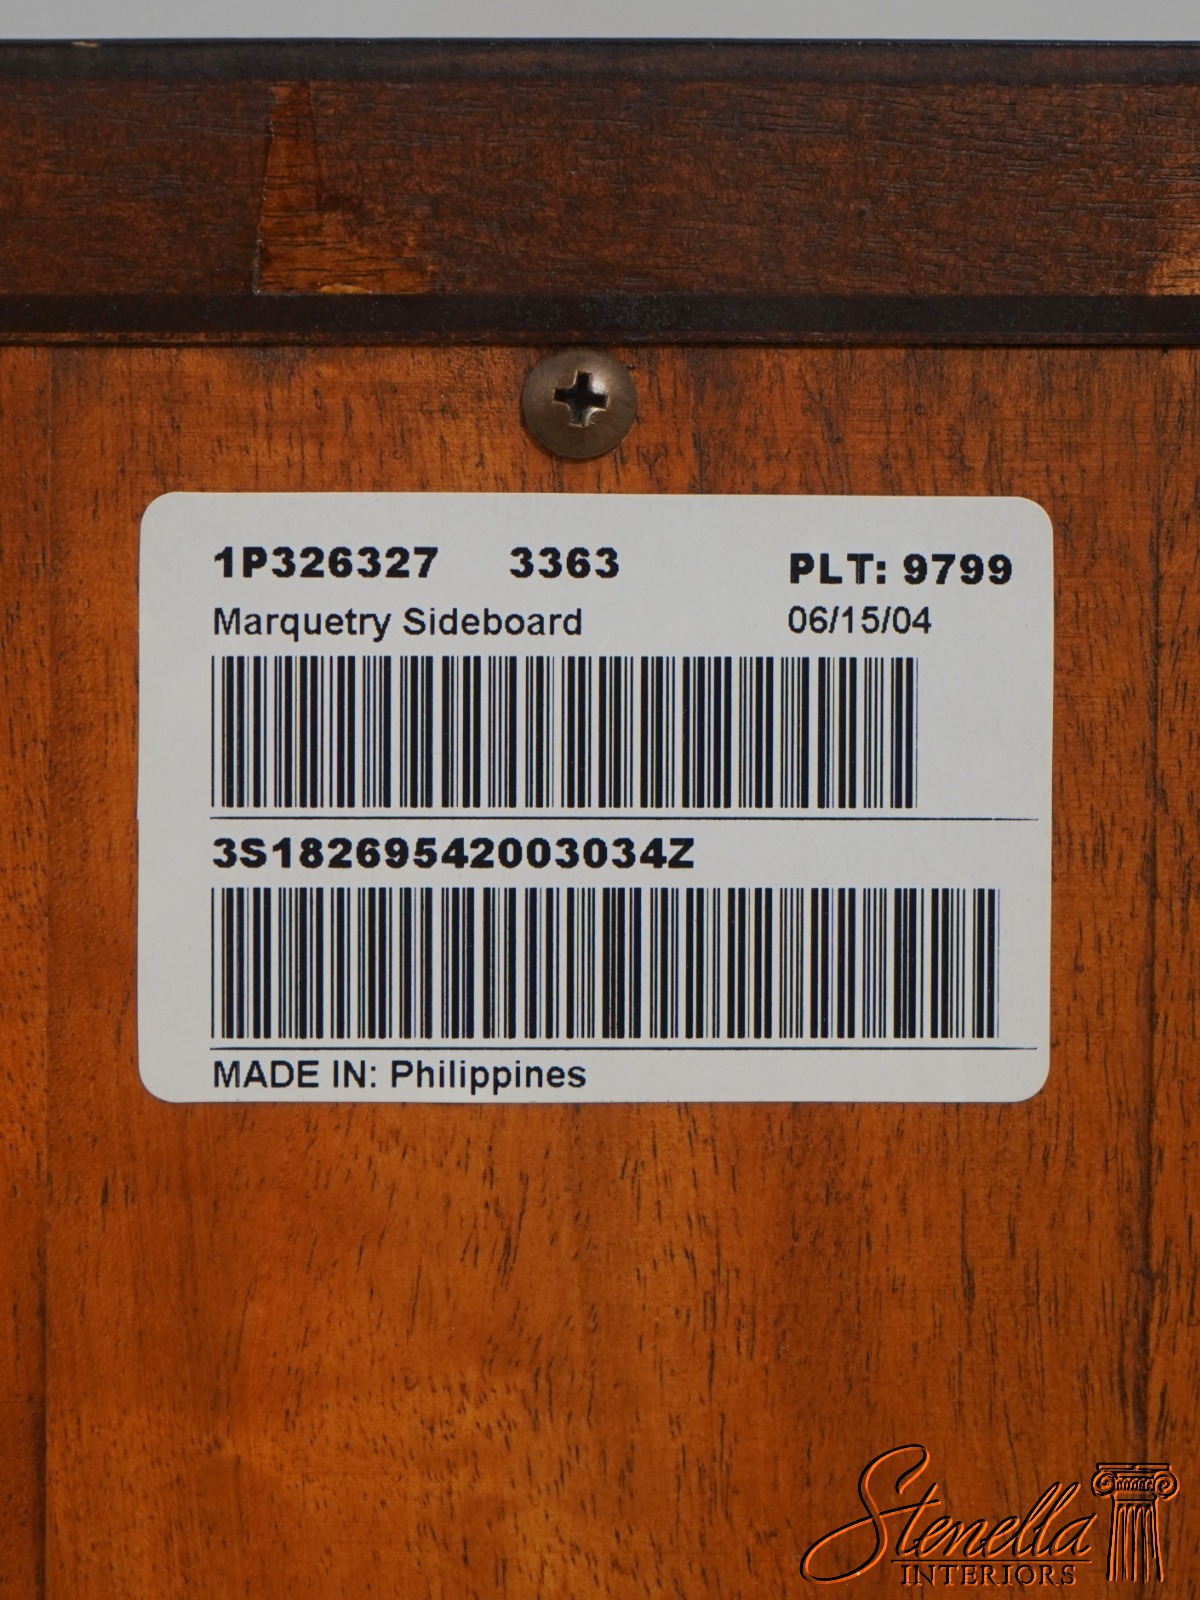 1P326327 3363 PLT: 9799
Marquetry Sideboard 06/15/04
3S18269542003034Z
MADE IN: Philippines
Stenella
INTERIORS